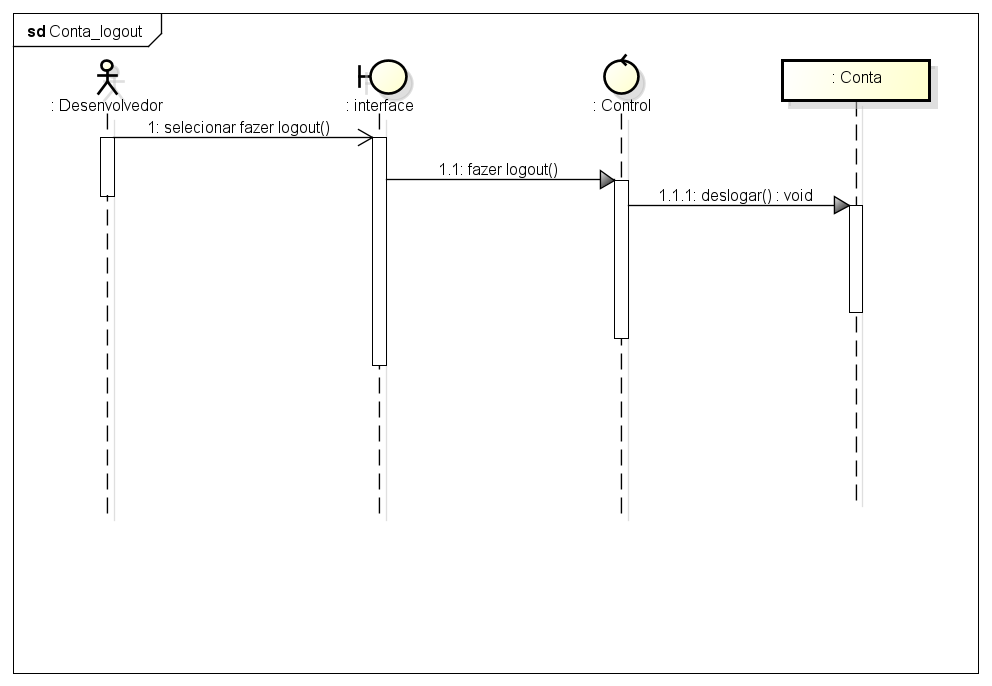 sd Conta_logout
: Desenvolvedor
: interface
: Control
: Conta
1: selecionar fazer logout()
1.1: fazer logout()
1.1.1: deslogar() : void